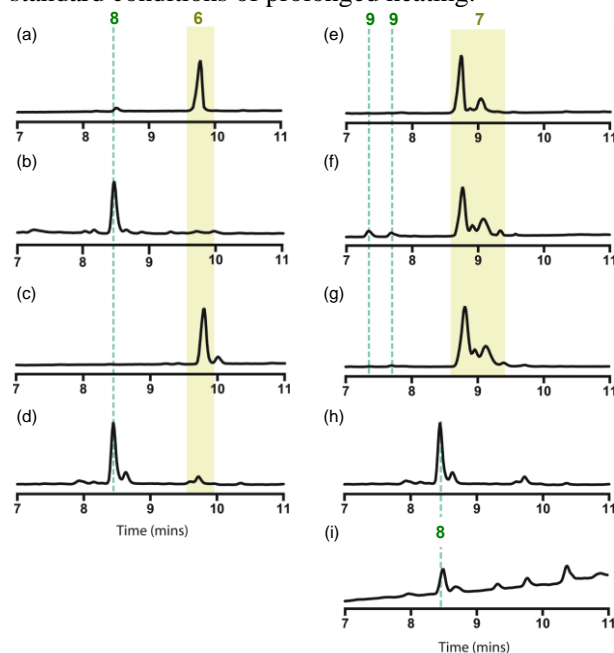 standard conditions of prolonged heating.
8 6
(a)
7 8 9 10 11
(b)
7 8 9 10 11
(c)
7 8 9 10 11
(d)
7 8 9 10 11
Time (mins)
9 9 7
(e)
7 8 9 10 11
(f)
7 8 9 10 11
(g)
7 8 9 10 11
(h)
7 8 9 10 11
8
(i)
7 8 9 10 11
Time (mins)